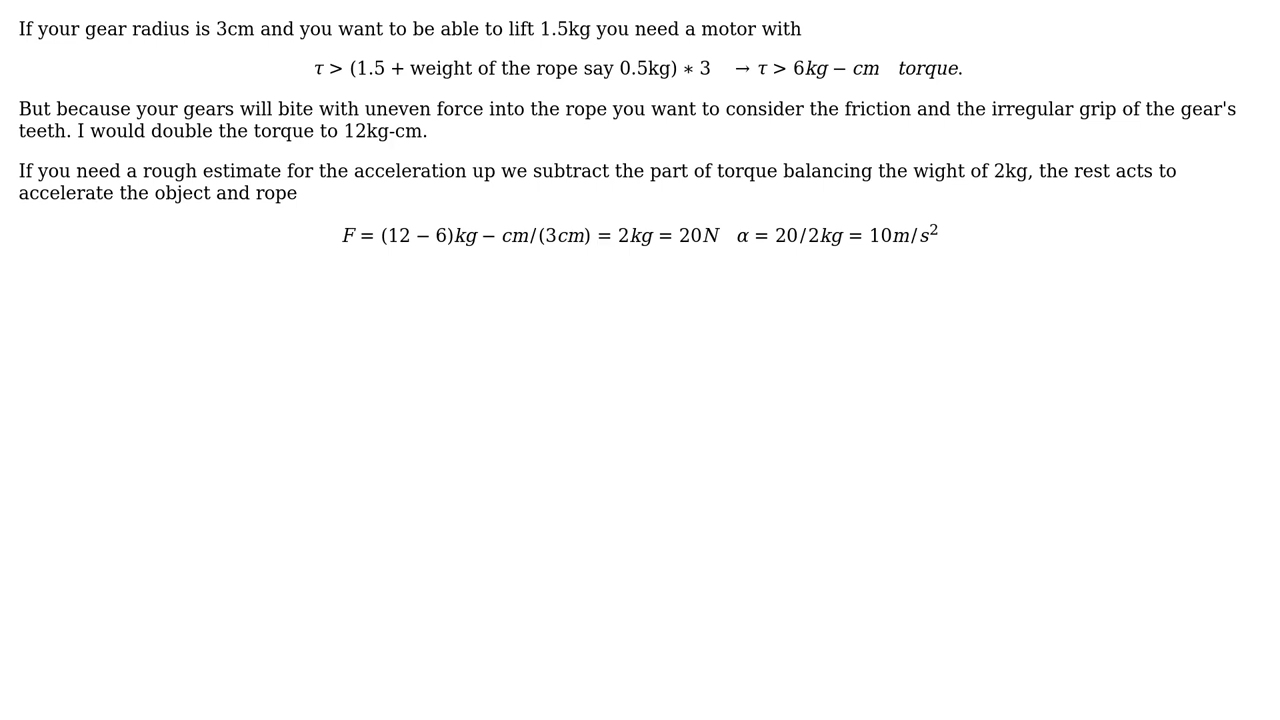 If your gear radius is 3cm and you want to be able to lift 1.5kg you need a motor with
τ > (1.5 + weight of the rope say 0.5kg) ∗ 3 → τ > 6kg − cm torque.
But because your gears will bite with uneven force into the rope you want to consider the friction and the irregular grip of the gear's
teeth. I would double the torque to 12kg-cm.
If you need a rough estimate for the acceleration up we subtract the part of torque balancing the wight of 2kg, the rest acts to
accelerate the object and rope
F = (12 − 6)kg − cm/(3cm) = 2kg = 20N α = 20/2kg = 10m/s²